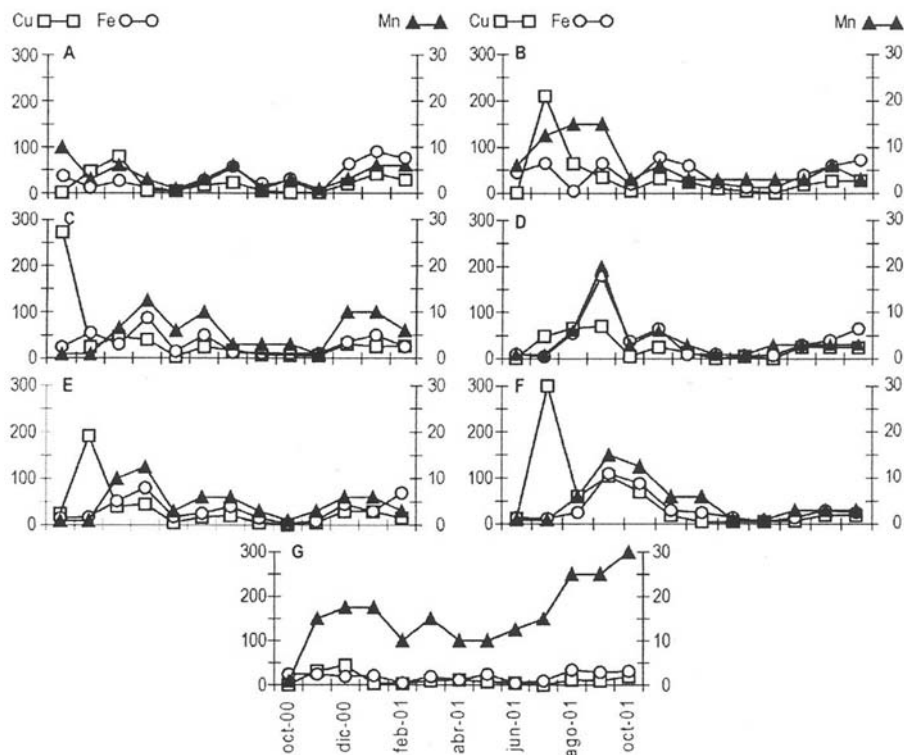 Cu Fe Mn Cu Fe Mn
A B
300 30 300 30
200 20 200 20
100 10 100 10
0 0 0 0
C D
300 30 300 30
200 20 200 20
100 10 100 10
0 0 0 0
E F
300 30 300 30
200 20 200 20
100 10 100 10
0 0 0 0
G
300 30
200 20
100 10
0 0
oct-00 dic-00 feb-01 abr-01 jun-01 ago-01 oct-01